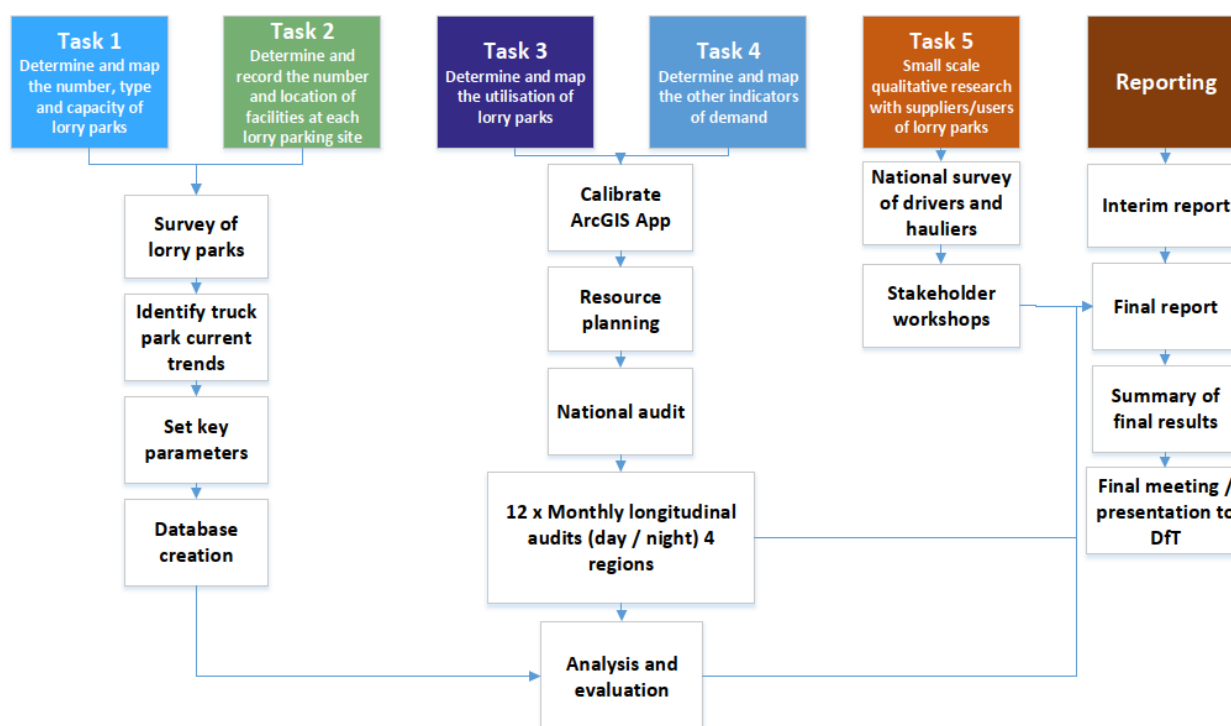 Task 1
Determine and map
the number, type
and capacity of
lorry parks
Task 2
Determine and
record the number
and location of
facilities at each
lorry parking site
Task 3
Determine and map
the utilisation of
lorry parks
Task 4
Determine and map
the other indicators
of demand
Task 5
Small scale
qualitative research
with suppliers/users
of lorry parks
Reporting
Survey of
lorry parks
Identify truck
park current
trends
Set key
parameters
Database
creation
Calibrate
ArcGIS App
Resource
planning
National audit
12 x Monthly longitudinal
audits (day / night) 4
regions
Analysis and
evaluation
National survey
of drivers and
hauliers
Stakeholder
workshops
Interim report
Final report
Summary of
final results
Final meeting /
presentation to
DfT